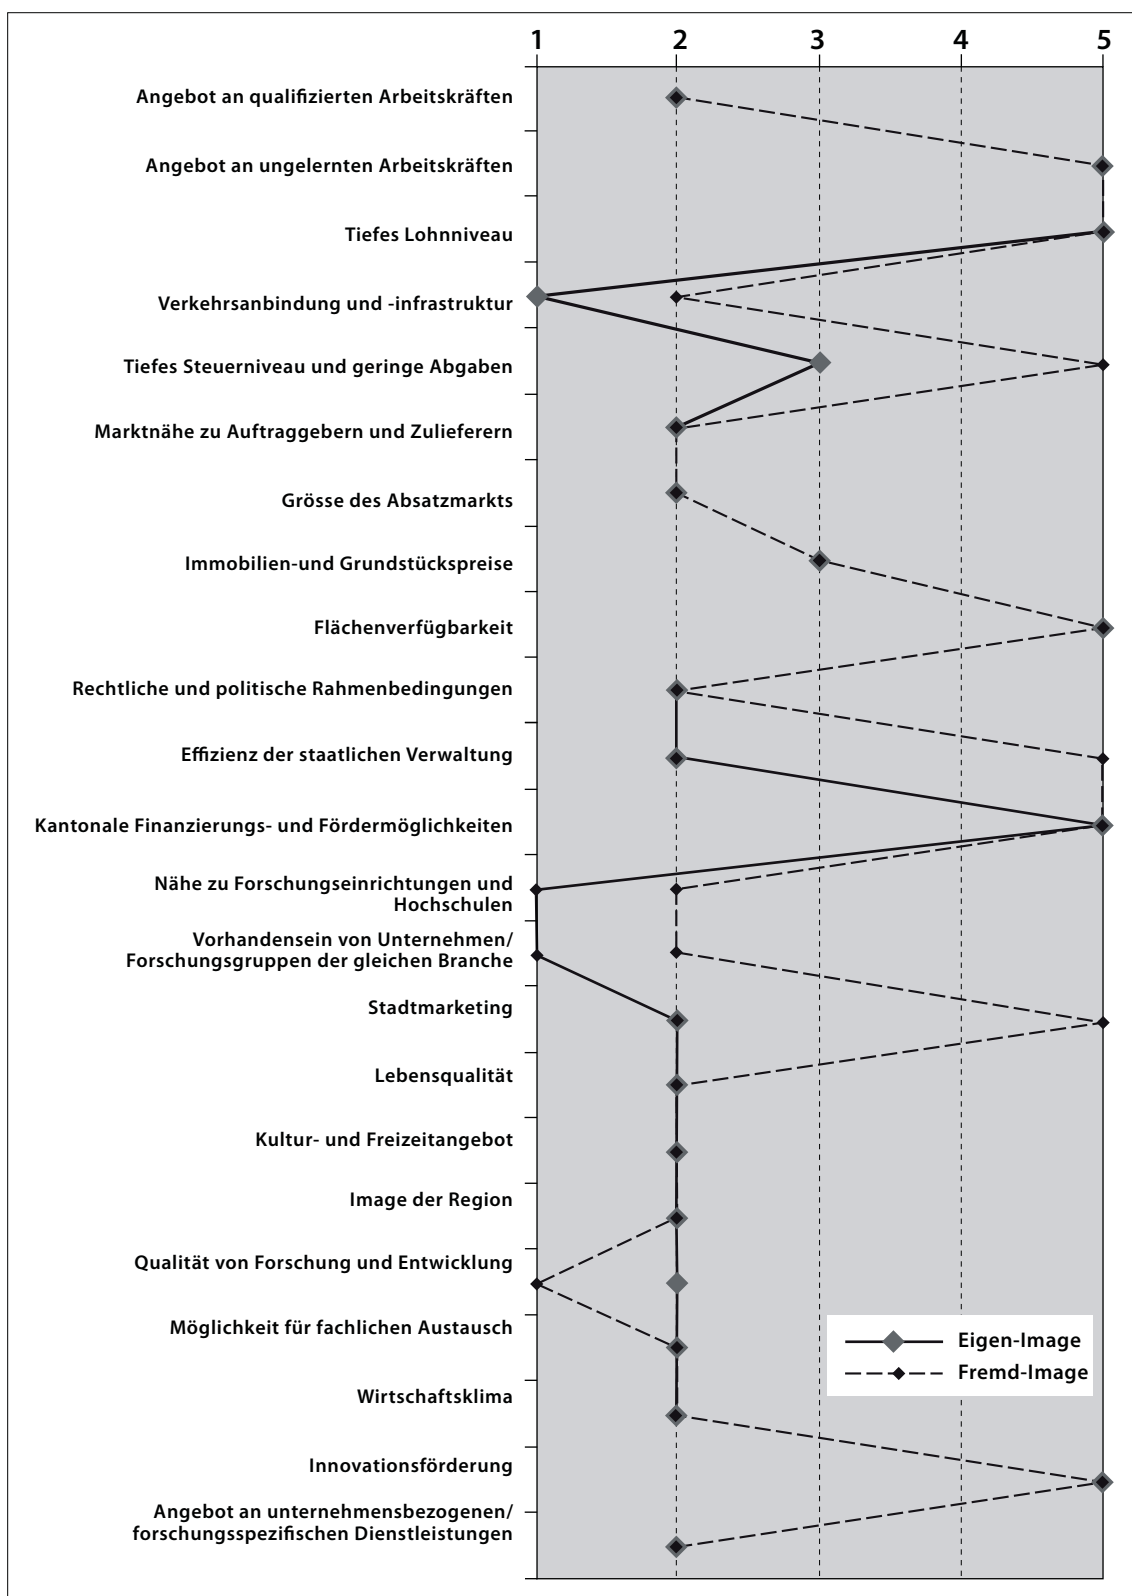 1 2 3 4 5
Angebot an qualifizierten Arbeitskräften
Angebot an ungelernten Arbeitskräften
Tiefes Lohnniveau
Verkehrsanbindung und -infrastruktur
Tiefes Steuerniveau und geringe Abgaben
Marktnähe zu Auftraggebern und Zulieferern
Grösse des Absatzmarkts
Immobilien-und Grundstückspreise
Flächenverfügbarkeit
Rechtliche und politische Rahmenbedingungen
Effizienz der staatlichen Verwaltung
Kantonale Finanzierungs- und Fördermöglichkeiten
Nähe zu Forschungseinrichtungen und
Hochschulen
Vorhandensein von Unternehmen/
Forschungsgruppen der gleichen Branche
Stadtmarketing
Lebensqualität
Kultur- und Freizeitangebot
Image der Region
Qualität von Forschung und Entwicklung
Möglichkeit für fachlichen Austausch
Wirtschaftsklima
Innovationsförderung
Angebot an unternehmensbezogenen/
forschungsspezifischen Dienstleistungen
Eigen-Image
Fremd-Image